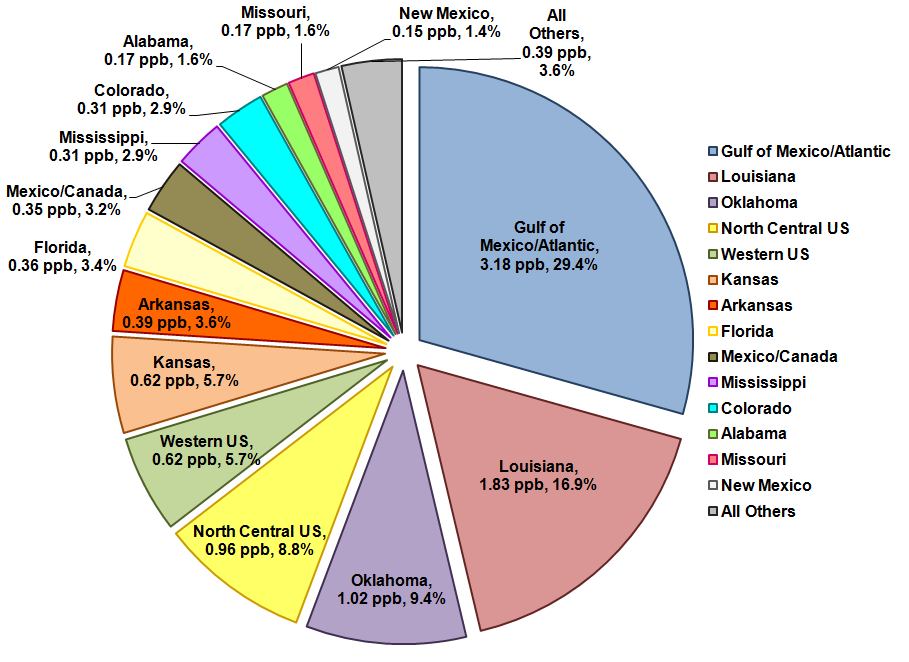 Missouri,
0.17 ppb, 1.6%
New Mexico,
0.15 ppb, 1.4%
All
Others,
0.39 ppb,
3.6%
Alabama,
0.17 ppb, 1.6%
Colorado,
0.31 ppb, 2.9%
Mississippi,
0.31 ppb, 2.9%
Mexico/Canada,
0.35 ppb, 3.2%
Florida,
0.36 ppb, 3.4%
Arkansas,
0.39 ppb, 3.6%
Kansas,
0.62 ppb, 5.7%
Western US,
0.62 ppb, 5.7%
North Central US,
0.96 ppb, 8.8%
Oklahoma,
1.02 ppb, 9.4%
Louisiana,
1.83 ppb, 16.9%
Gulf of
Mexico/Atlantic,
3.18 ppb, 29.4%
Gulf of Mexico/Atlantic
Louisiana
Oklahoma
North Central US
Western US
Kansas
Arkansas
Florida
Mexico/Canada
Mississippi
Colorado
Alabama
Missouri
New Mexico
All Others